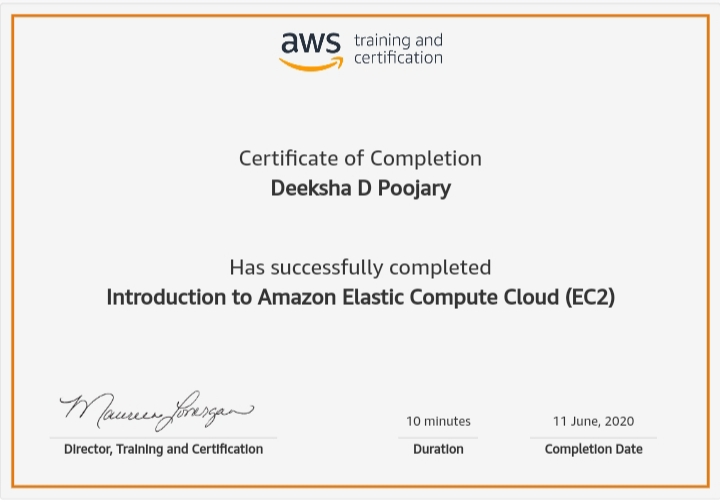 aws training and
certification
Certificate of Completion
Deeksha D Poojary
Has successfully completed
Introduction to Amazon Elastic Compute Cloud (EC2)
Maureen Lonergan
10 minutes
11 June, 2020
Director, Training and Certification
Duration
Completion Date